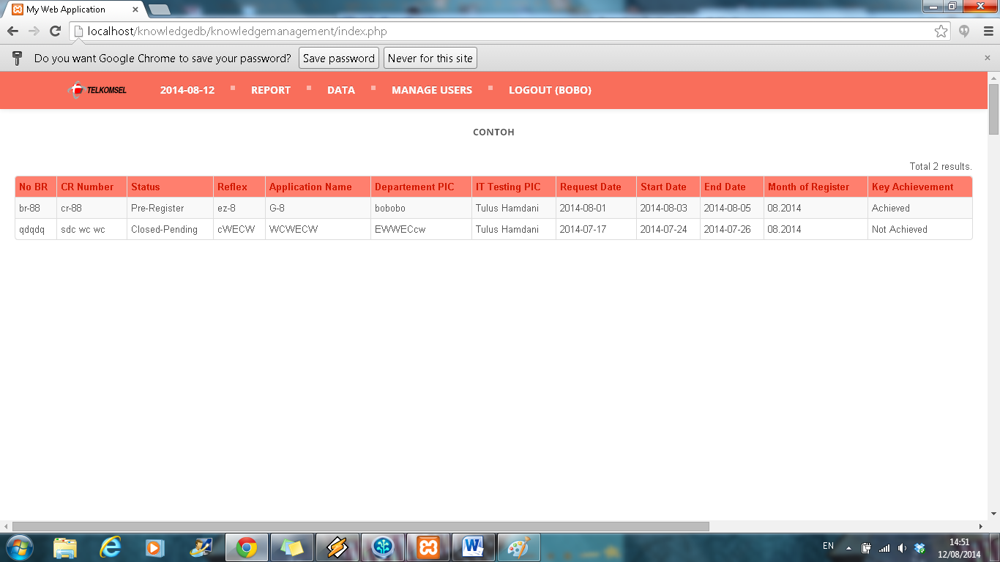 My Web Application
localhost/knowledgedb/knowledgemanagement/index.php
Do you want Google Chrome to save your password? Save password Never for this site
TELKOMSEL 2014-08-12 REPORT DATA MANAGE USERS LOGOUT (BOBO)
CONTOH
Total 2 results.
No BR CR Number Status Reflex Application Name Departement PIC IT Testing PIC Request Date Start Date End Date Month of Register Key Achievement
br-88 cr-88 Pre-Register ez-8 G-8 bobobo Tulus Hamdani 2014-08-01 2014-08-03 2014-08-05 08.2014 Achieved
qdqdq sdc wc wc Closed-Pending cWECW WCWECW EWWECcw Tulus Hamdani 2014-07-17 2014-07-24 2014-07-26 08.2014 Not Achieved
EN 14:51
12/08/2014